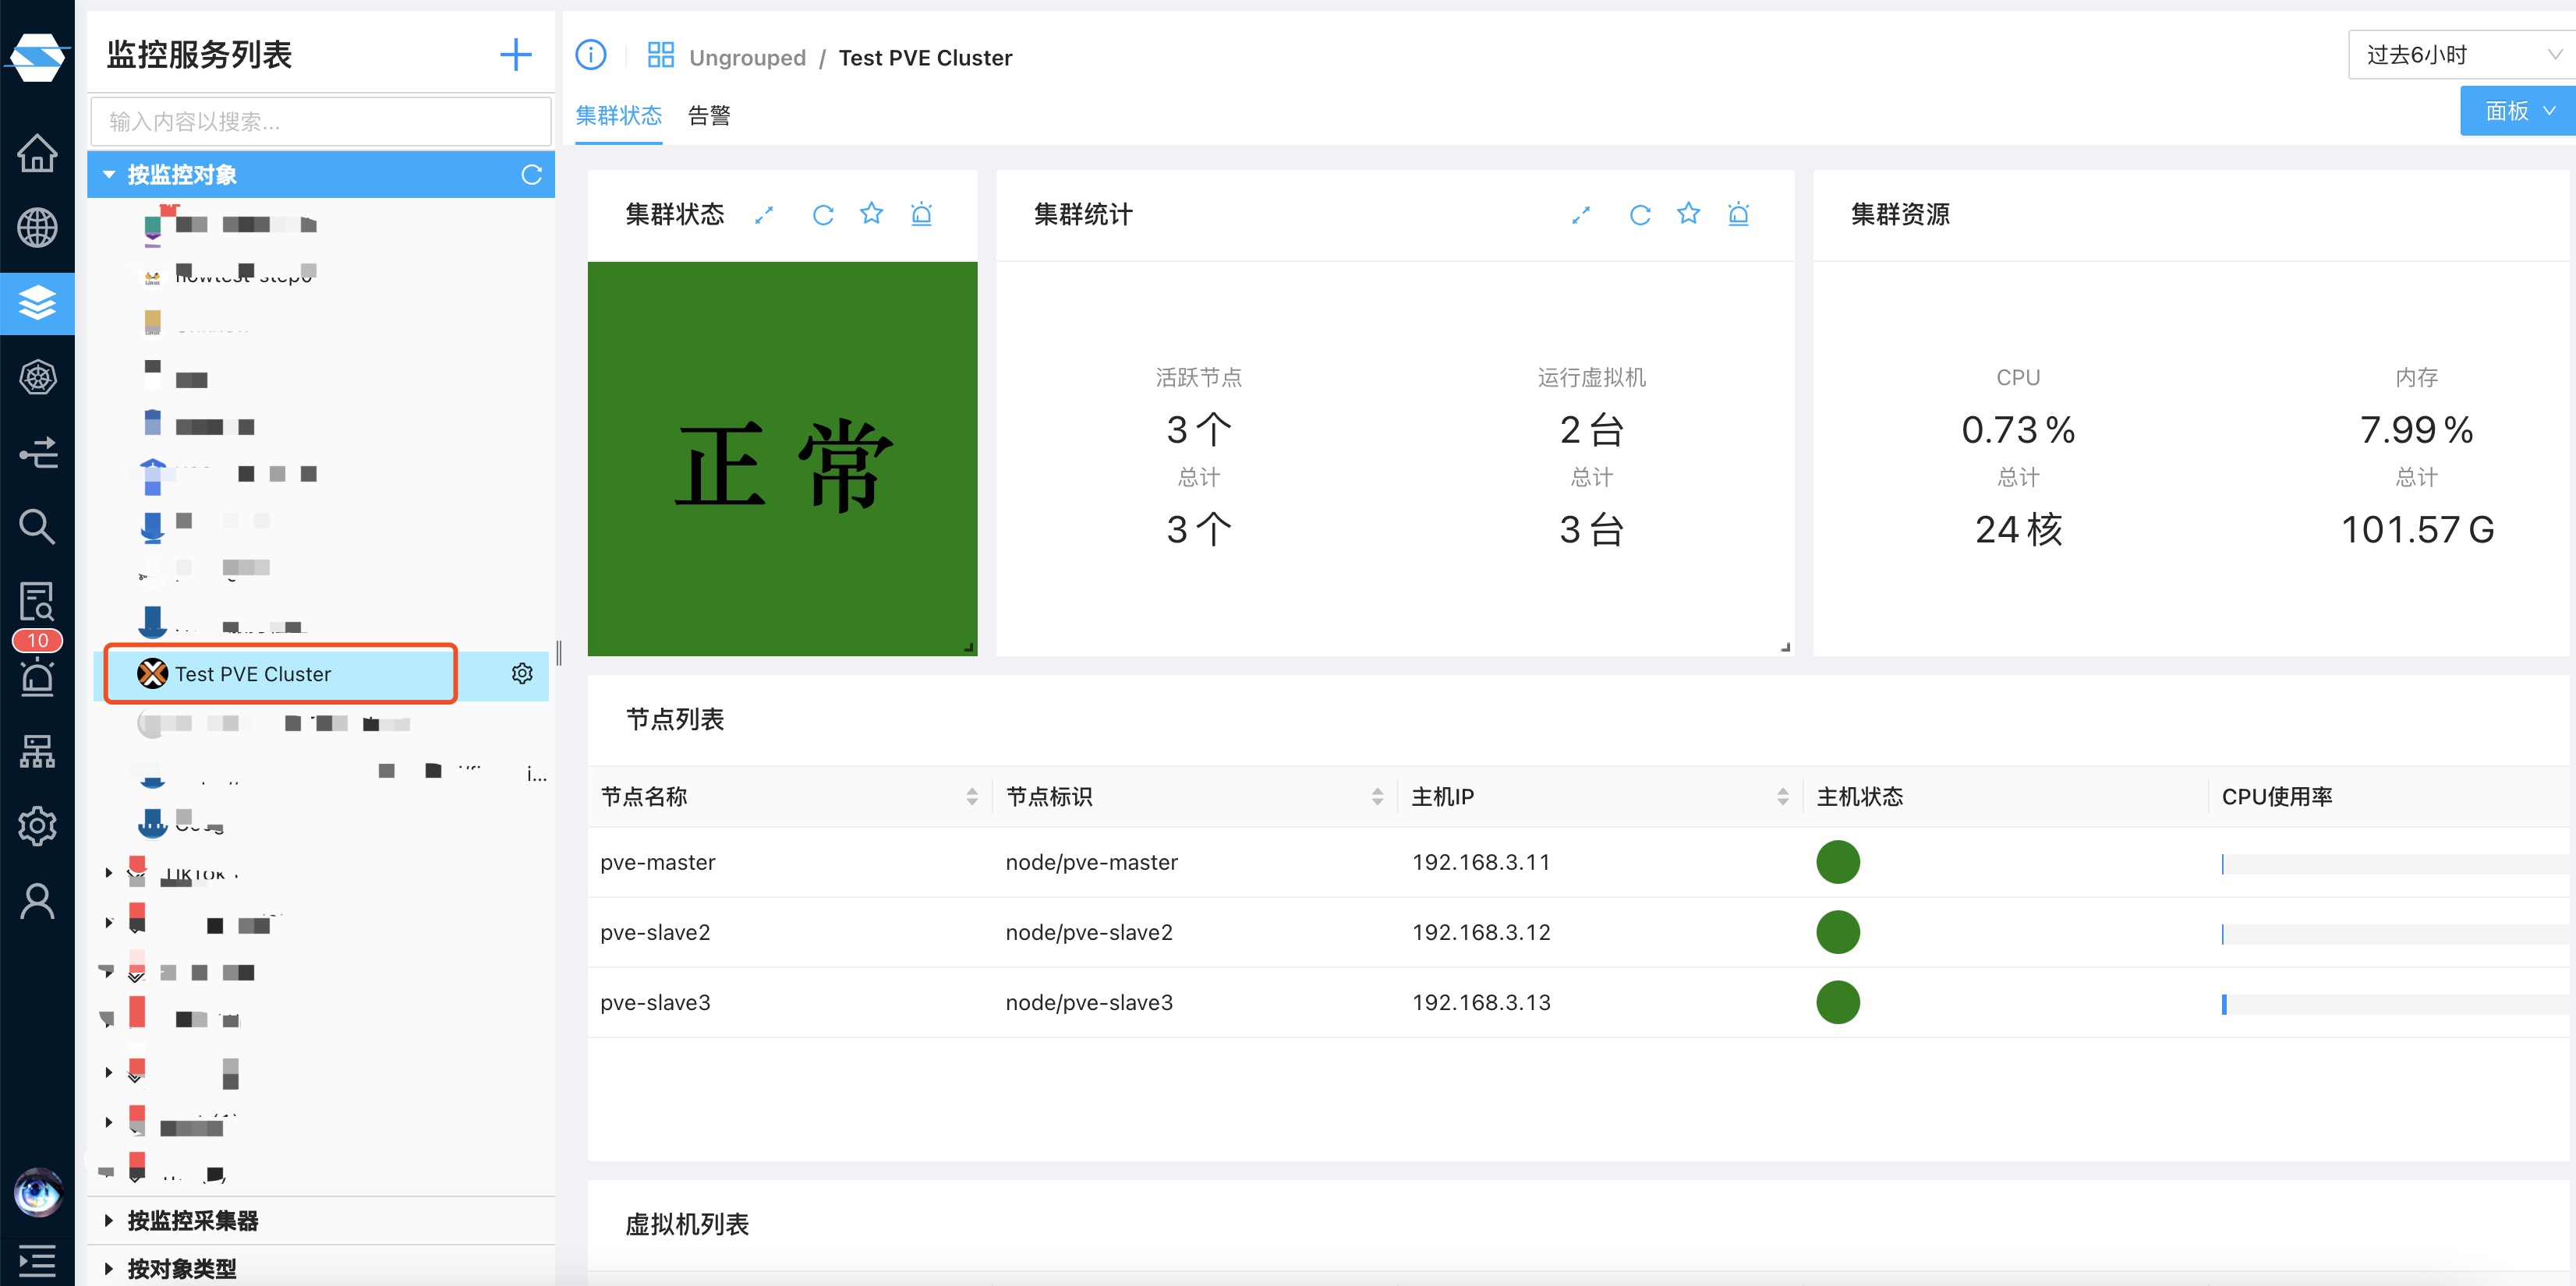 监控服务列表
输入内容以搜索...
按监控对象
Test PVE Cluster
按监控采集器
按对象类型
10
Ungrouped / Test PVE Cluster
过去6小时
集群状态 告警
面板
集群状态
正常
集群统计
活跃节点 运行虚拟机
3个 2台
总计 总计
3个 3台
集群资源
CPU 内存
0.73% 7.99%
总计 总计
24核 101.57G
节点列表
节点名称 节点标识 主机IP 主机状态 CPU使用率
pve-master node/pve-master 192.168.3.11
pve-slave2 node/pve-slave2 192.168.3.12
pve-slave3 node/pve-slave3 192.168.3.13
虚拟机列表